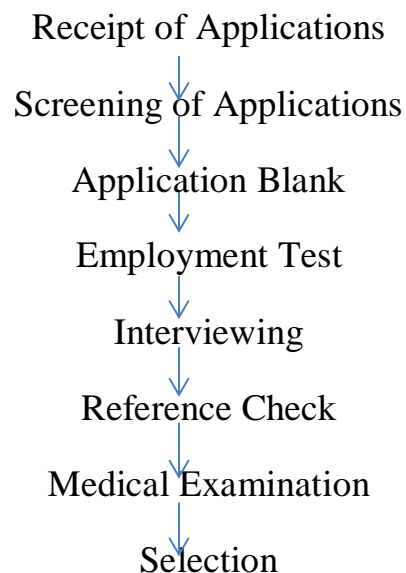 Receipt of Applications
Screening of Applications
Application Blank
Employment Test
Interviewing
Reference Check
Medical Examination
Selection